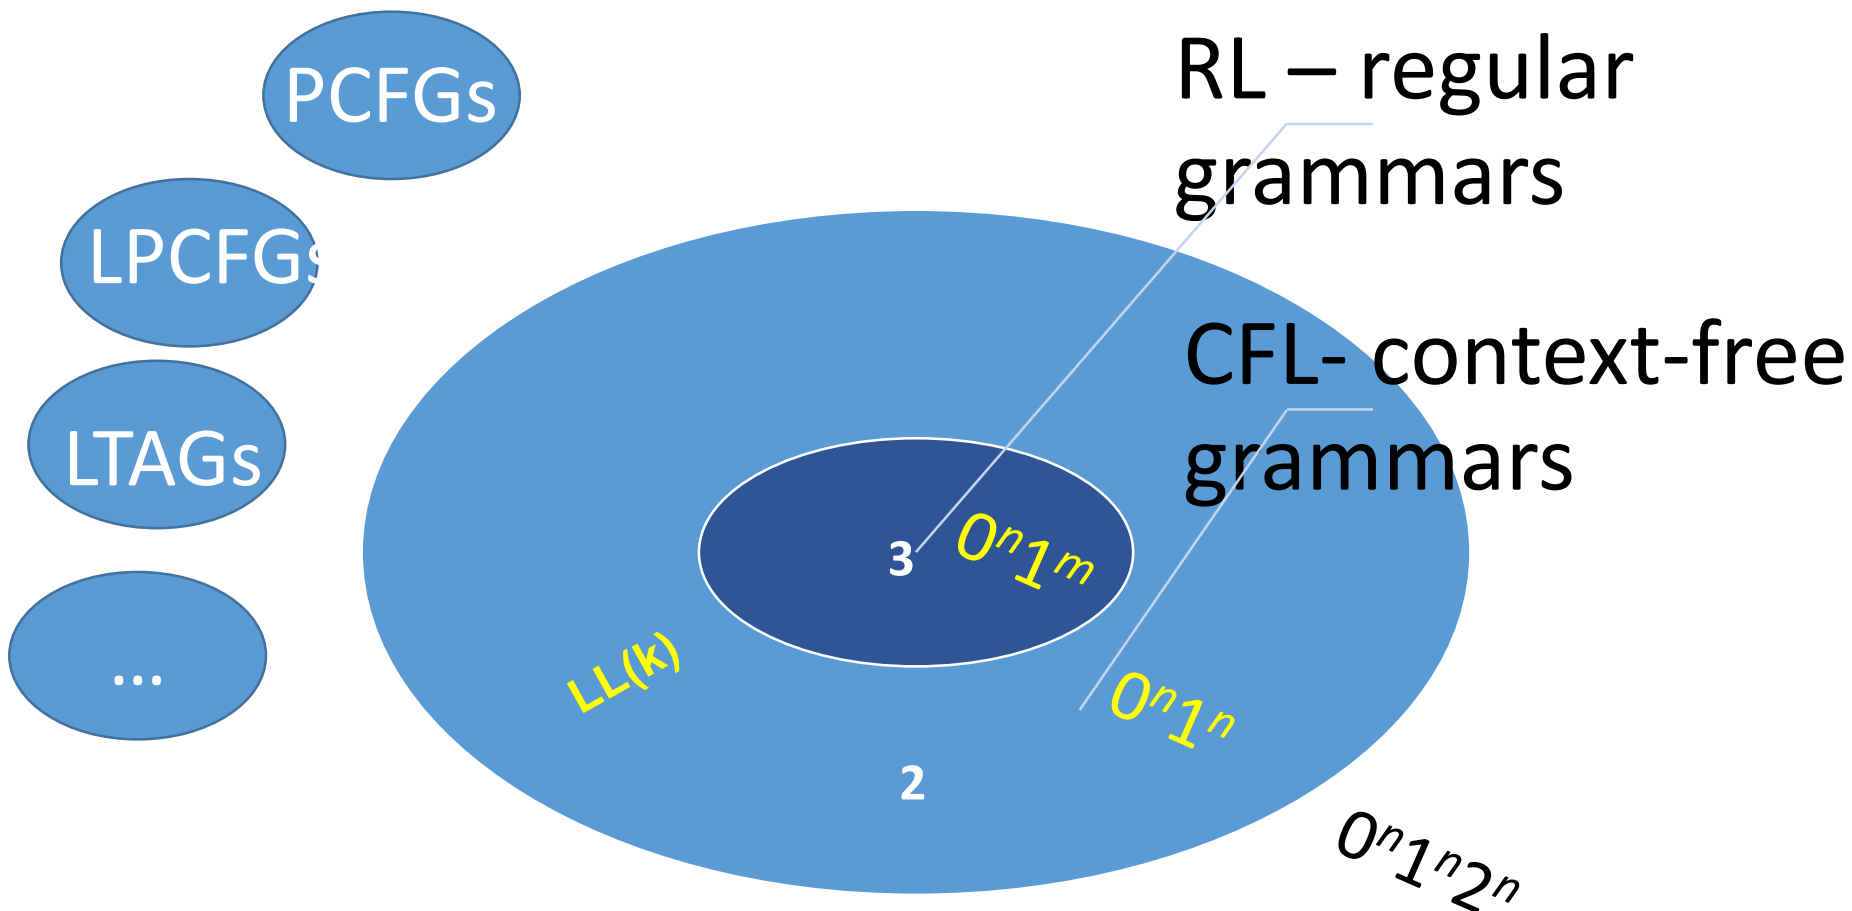 PCFGs
LPCFGs
LTAGs
...
RL – regular
grammars
CFL- context-free
grammars
3
0ⁿ1ᵐ
LL(k)
0ⁿ1ⁿ
2
0ⁿ1ⁿ2ⁿ